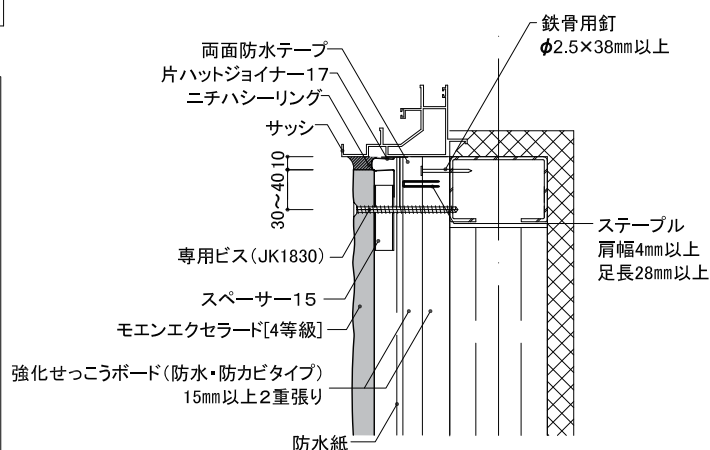 鉄骨用釘
φ2.5×38mm以上
両面防水テープ
片ハットジョイナー17
ニチハシーリング
サッシ
10
30～40
専用ビス(JK1830)
ステープル
肩幅4mm以上
足長28mm以上
スペーサー15
モエンエクセラード[4等級]
強化せっこうボード(防水・防カビタイプ)
15mm以上2重張り
防水紙